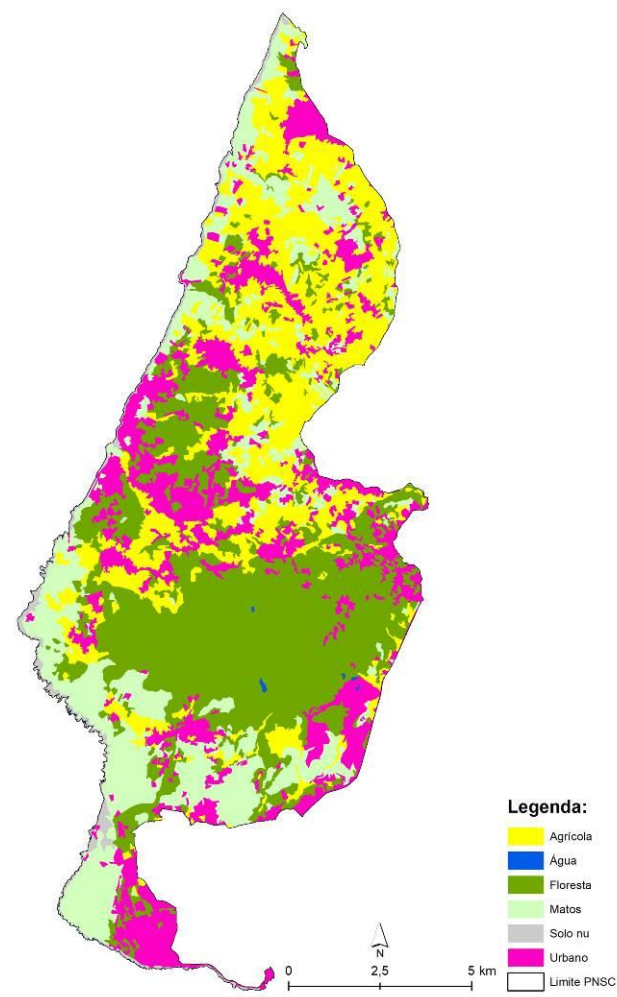 Legenda:
Agrícola
Água
Floresta
Matos
Solo nu
Urbano
Limite PNSC
N
0 2,5 5 km